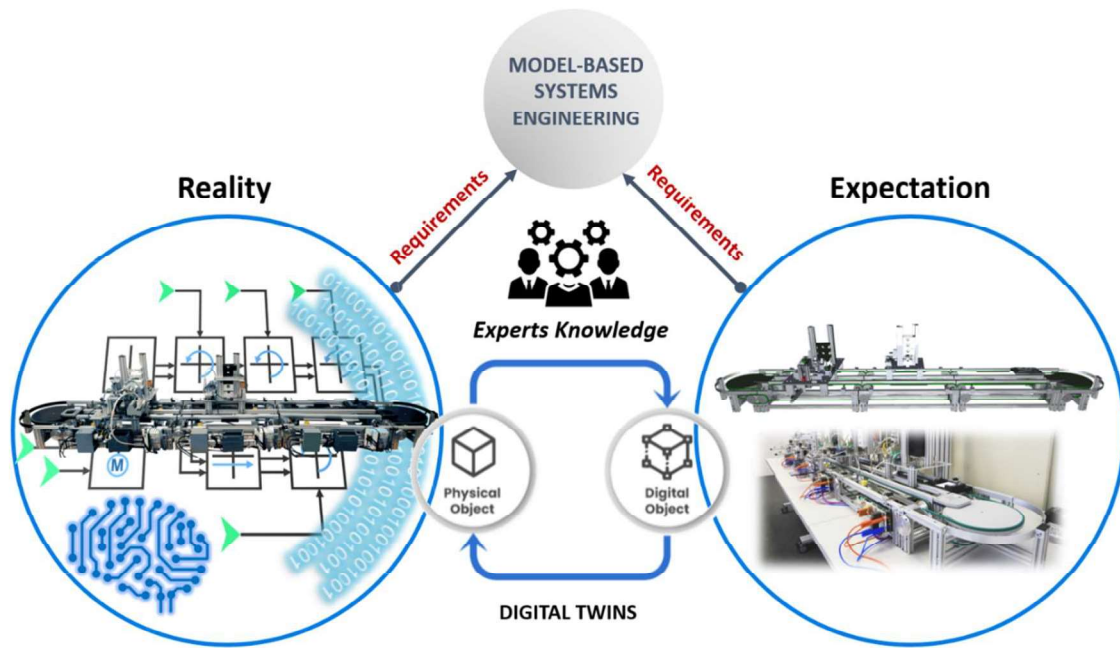 MODEL-BASED
SYSTEMS
ENGINEERING
Reality
Requirements
Requirements
Expectation
Experts Knowledge
M
Physical
Object
Digital
Object
DIGITAL TWINS